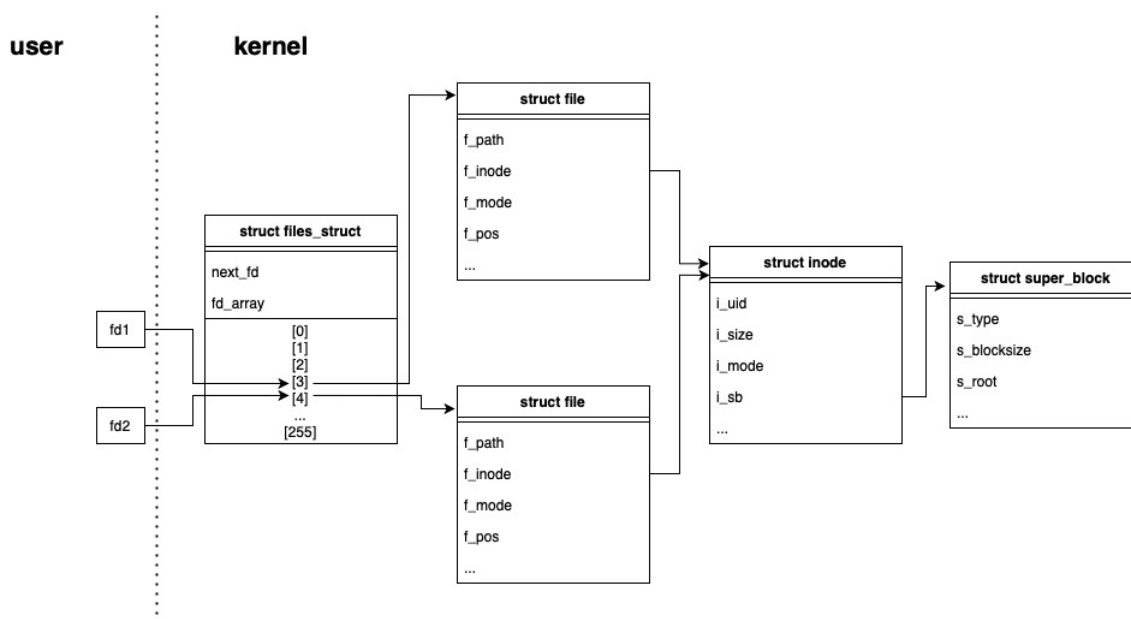 user
kernel
fd1
fd2
struct files_struct
next_fd
fd_array
[0]
[1]
[2]
[3]
[4]
...
[255]
struct file
f_path
f_inode
f_mode
f_pos
...
struct file
f_path
f_inode
f_mode
f_pos
...
struct inode
i_uid
i_size
i_mode
i_sb
...
struct super_block
s_type
s_blocksize
s_root
...